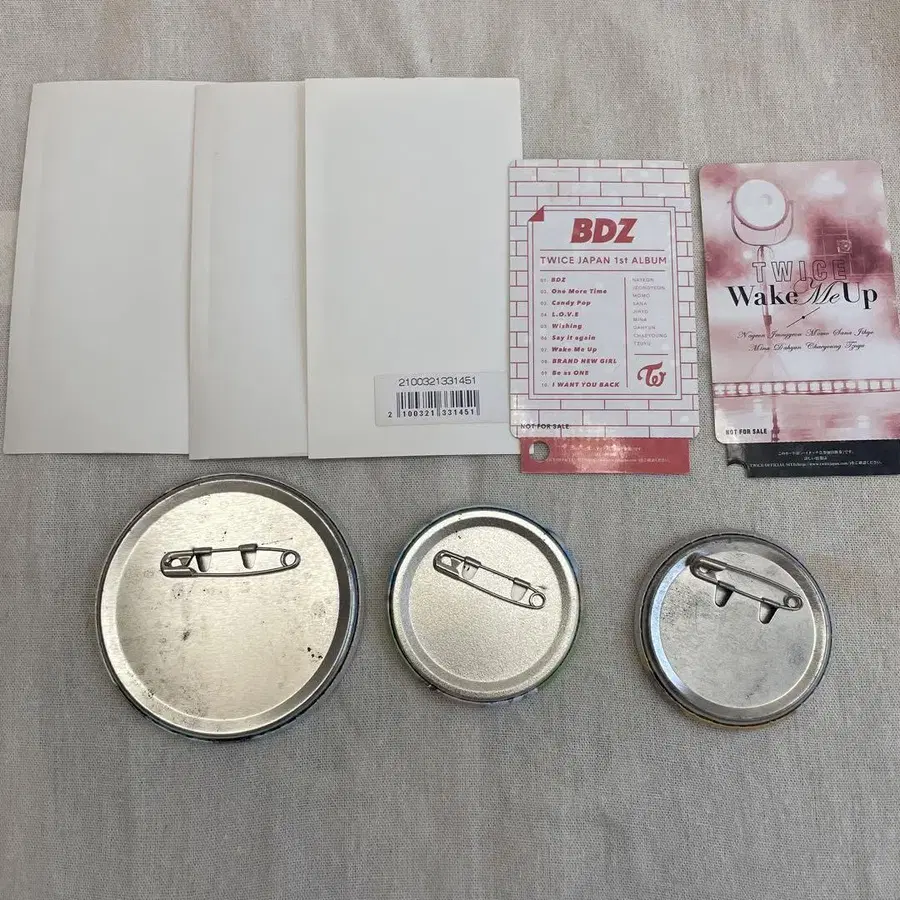 2100321331451
2 100321 331451
BDZ
TWICE JAPAN 1st ALBUM
01. BDZ
02. One More Time
03. Candy Pop
04. L.O.V.E
05. Wishing
06. Say it again
07. Wake Me Up
08. BRAND NEW GIRL
09. Be as ONE
10. I WANT YOU BACK
NAYEON
JEONGYEON
MOMO
SANA
JIHYO
MINA
DAHYUN
CHAEYOUNG
TZUYU
NOT FOR SALE
TWICE
Wake Me Up
Nayeon Jeongyeon Momo Sana Jihyo
Mina Dahyun Chaeyoung Tzuyu
NOT FOR SALE